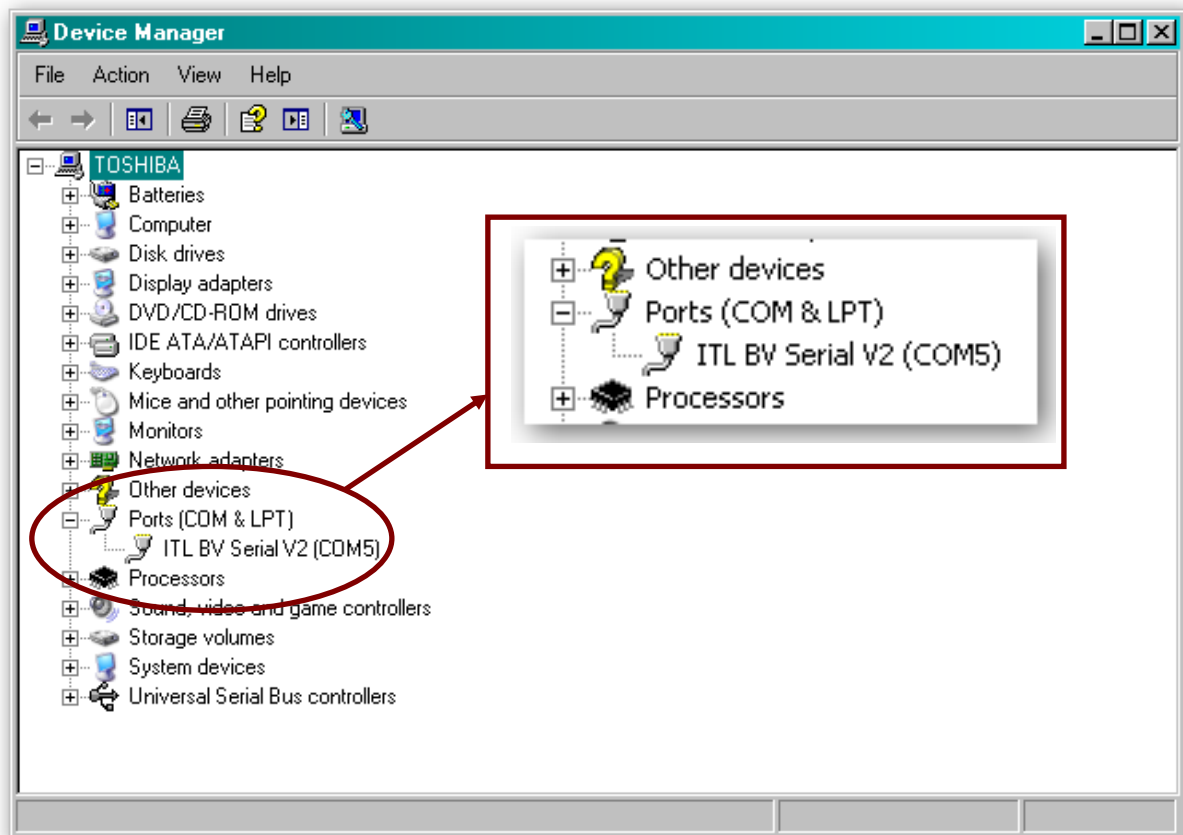 Device Manager
File Action View Help
TOSHIBA
Batteries
Computer
Disk drives
Display adapters
DVD/CD-ROM drives
IDE ATA/ATAPI controllers
Keyboards
Mice and other pointing devices
Monitors
Network adapters
Other devices
Ports (COM & LPT)
ITL BV Serial V2 (COM5)
Processors
Sound, video and game controllers
Storage volumes
System devices
Universal Serial Bus controllers
Other devices
Ports (COM & LPT)
ITL BV Serial V2 (COM5)
Processors